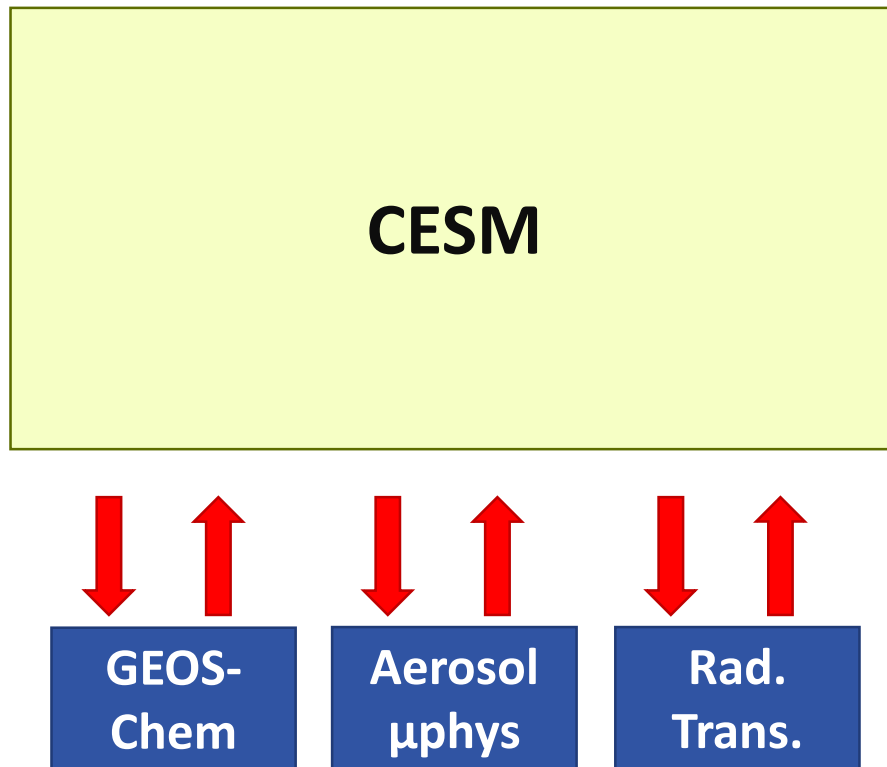 CESM
GEOS-
Chem
Aerosol
μphys
Rad.
Trans.